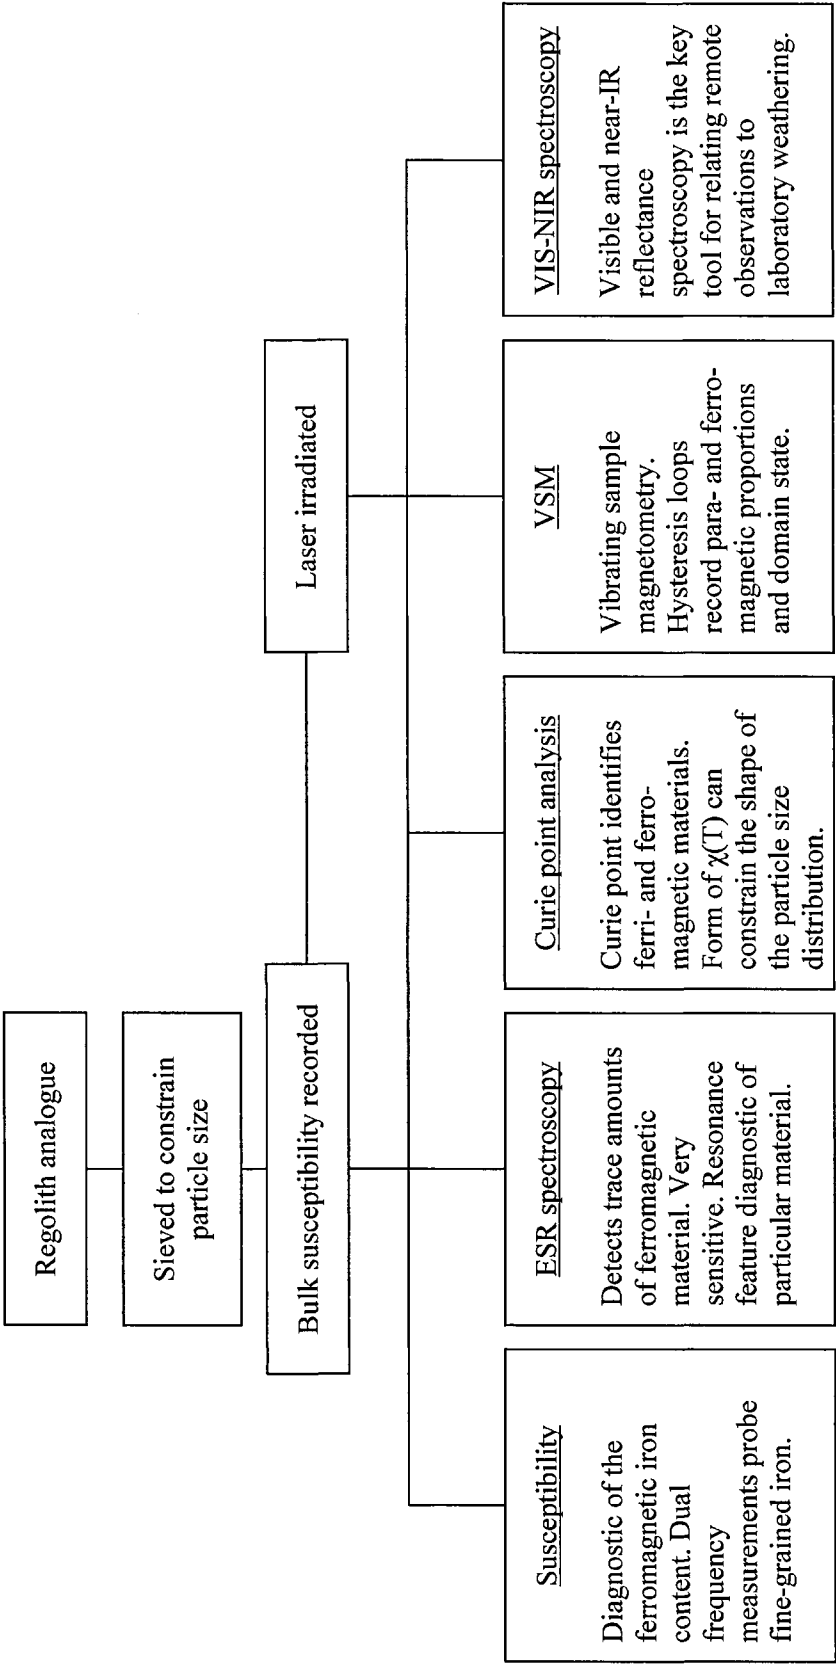 Regolith analogue
Sieved to constrain
particle size
Bulk susceptibility recorded
Laser irradiated
Susceptibility
Diagnostic of the
ferromagnetic iron
content. Dual
frequency
measurements probe
fine-grained iron.
ESR spectroscopy
Detects trace amounts
of ferromagnetic
material. Very
sensitive. Resonance
feature diagnostic of
particular material.
Curie point analysis
Curie point identifies
ferri- and ferro-
magnetic materials.
Form of χ(T) can
constrain the shape of
the particle size
distribution.
VSM
Vibrating sample
magnetometry.
Hysteresis loops
record para- and ferro-
magnetic proportions
and domain state.
VIS-NIR spectroscopy
Visible and near-IR
reflectance
spectroscopy is the key
tool for relating remote
observations to
laboratory weathering.